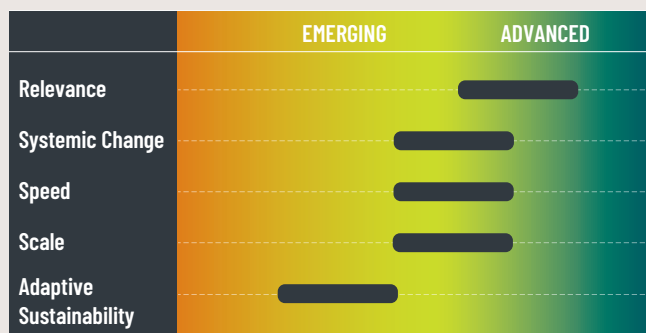 EMERGING ADVANCED
Relevance
Systemic Change
Speed
Scale
Adaptive
Sustainability